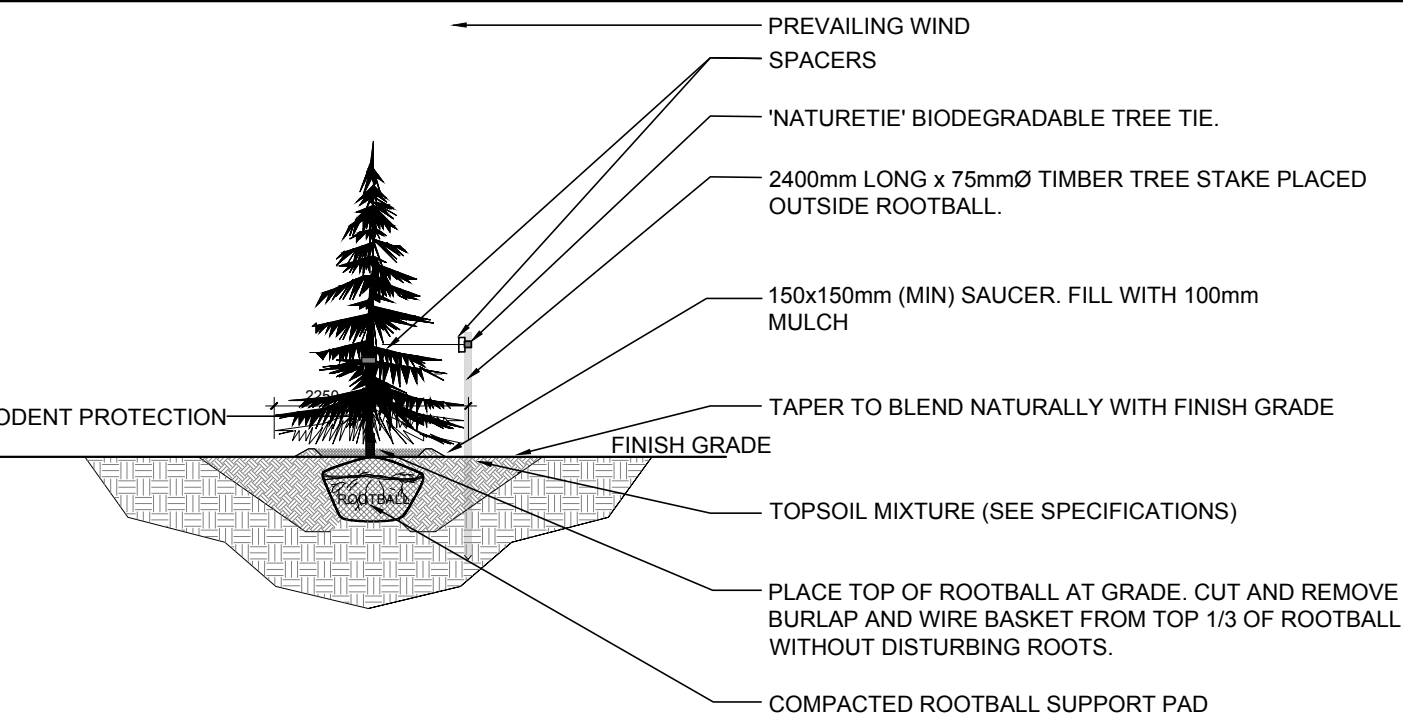 PREVAILING WIND
SPACERS
'NATURETIE' BIODEGRADABLE TREE TIE.
2400mm LONG x 75mmØ TIMBER TREE STAKE PLACED
OUTSIDE ROOTBALL.
150x150mm (MIN) SAUCER. FILL WITH 100mm
MULCH
2250
ODENT PROTECTION
TAPER TO BLEND NATURALLY WITH FINISH GRADE
FINISH GRADE
ROOTBALL
TOPSOIL MIXTURE (SEE SPECIFICATIONS)
PLACE TOP OF ROOTBALL AT GRADE. CUT AND REMOVE
BURLAP AND WIRE BASKET FROM TOP 1/3 OF ROOTBALL
WITHOUT DISTURBING ROOTS.
COMPACTED ROOTBALL SUPPORT PAD